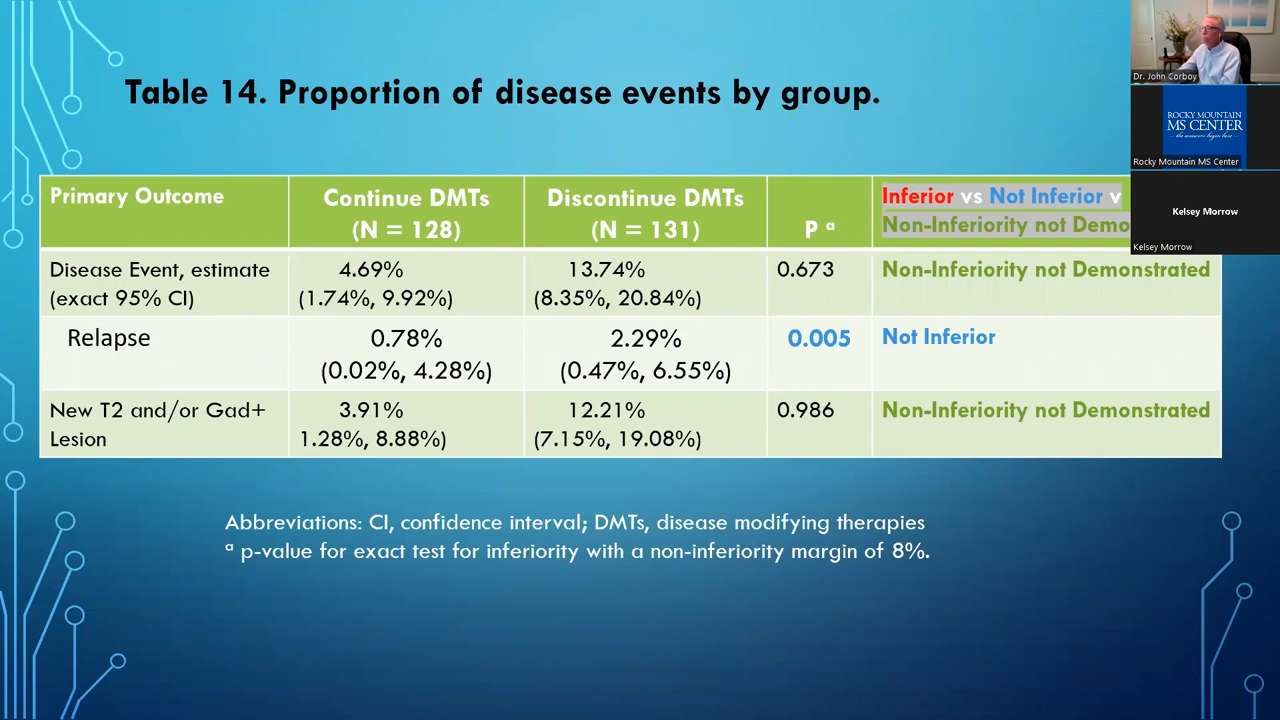 Table 14. Proportion of disease events by group.
Primary Outcome
Continue DMTs
(N = 128)
Discontinue DMTs
(N = 131)
P ª
Inferior vs Not Inferior v
Non-Inferiority not Demo
Disease Event, estimate
(exact 95% CI)
4.69%
(1.74%, 9.92%)
13.74%
(8.35%, 20.84%)
0.673
Non-Inferiority not Demonstrated
Relapse
0.78%
(0.02%, 4.28%)
2.29%
(0.47%, 6.55%)
0.005
Not Inferior
New T2 and/or Gad+
Lesion
3.91%
1.28%, 8.88%)
12.21%
(7.15%, 19.08%)
0.986
Non-Inferiority not Demonstrated
Abbreviations: CI, confidence interval; DMTs, disease modifying therapies
ª p-value for exact test for inferiority with a non-inferiority margin of 8%.
Dr. John Corboy
ROCKY MOUNTAIN
MS CENTER
the answers begin here
Rocky Mountain MS Center
Kelsey Morrow
Kelsey Morrow